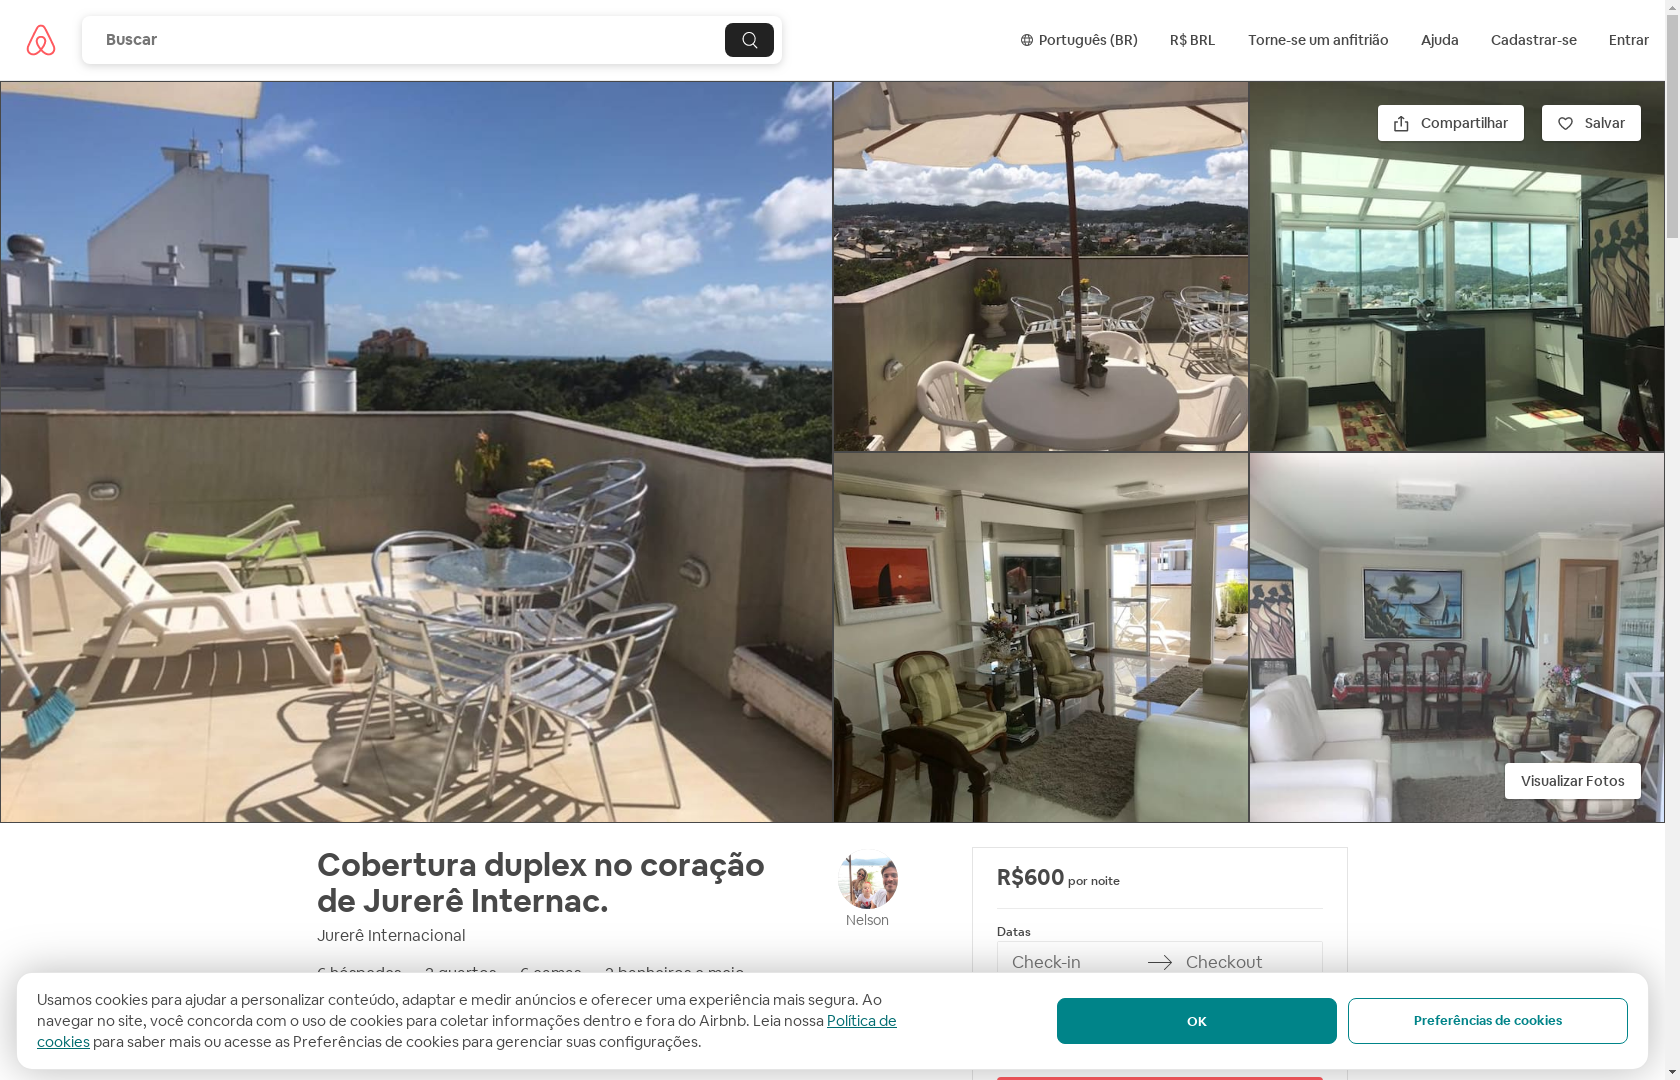 Buscar
Português (BR)
R$ BRL
Torne-se um anfitrião
Ajuda
Cadastrar-se
Entrar
Compartilhar
Salvar
Visualizar Fotos
Cobertura duplex no coração
de Jurerê Internac.
Jurerê Internacional
Nelson
R$600 por noite
Datas
Check-in
Checkout
Usamos cookies para ajudar a personalizar conteúdo, adaptar e medir anúncios e oferecer uma experiência mais segura. Ao
navegar no site, você concorda com o uso de cookies para coletar informações dentro e fora do Airbnb. Leia nossa Política de
cookies para saber mais ou acesse as Preferências de cookies para gerenciar suas configurações.
OK
Preferências de cookies